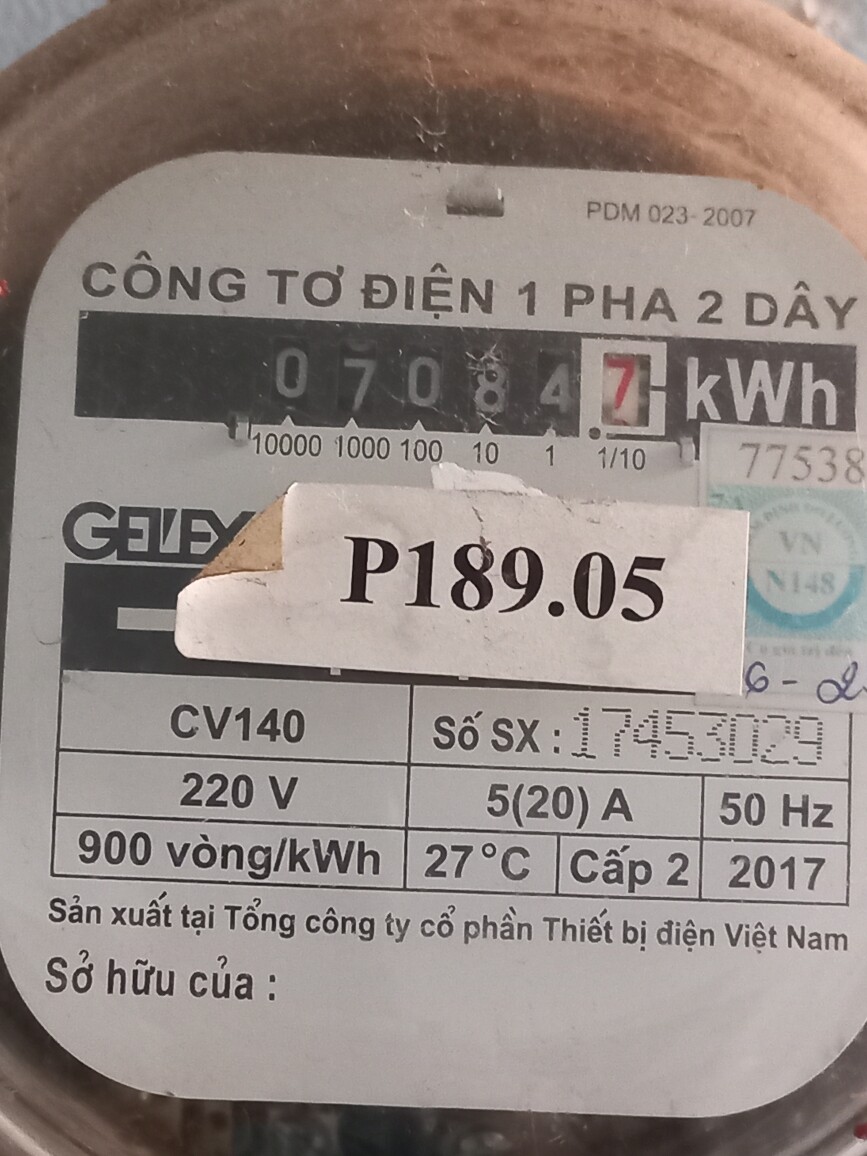 PDM 023-2007
CÔNG TƠ ĐIỆN 1 PHA 2 DÂY
0 7 0 8 4 7 kWh
10000 1000 100 10 1 1/10
77538
GELEX
P189.05
VN
N148
6 - 2
CV140 Số SX : 17453029
220 V 5(20) A 50 Hz
900 vòng/kWh 27°C Cấp 2 2017
Sản xuất tại Tổng công ty cổ phần Thiết bị điện Việt Nam
Sở hữu của :